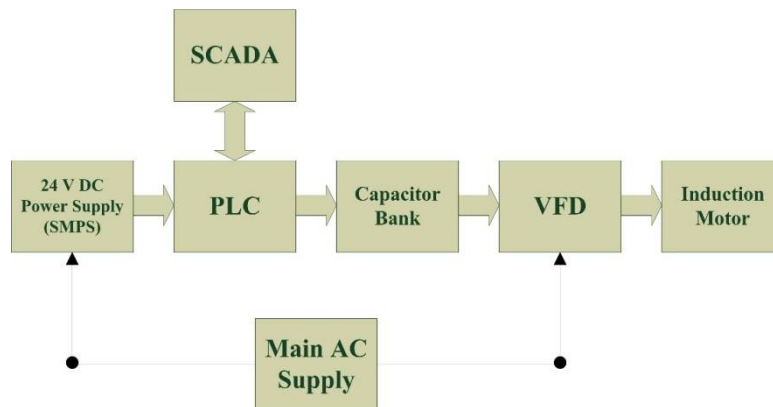 SCADA
24 V DC
Power Supply
(SMPS)
PLC
Capacitor
Bank
VFD
Induction
Motor
Main AC
Supply